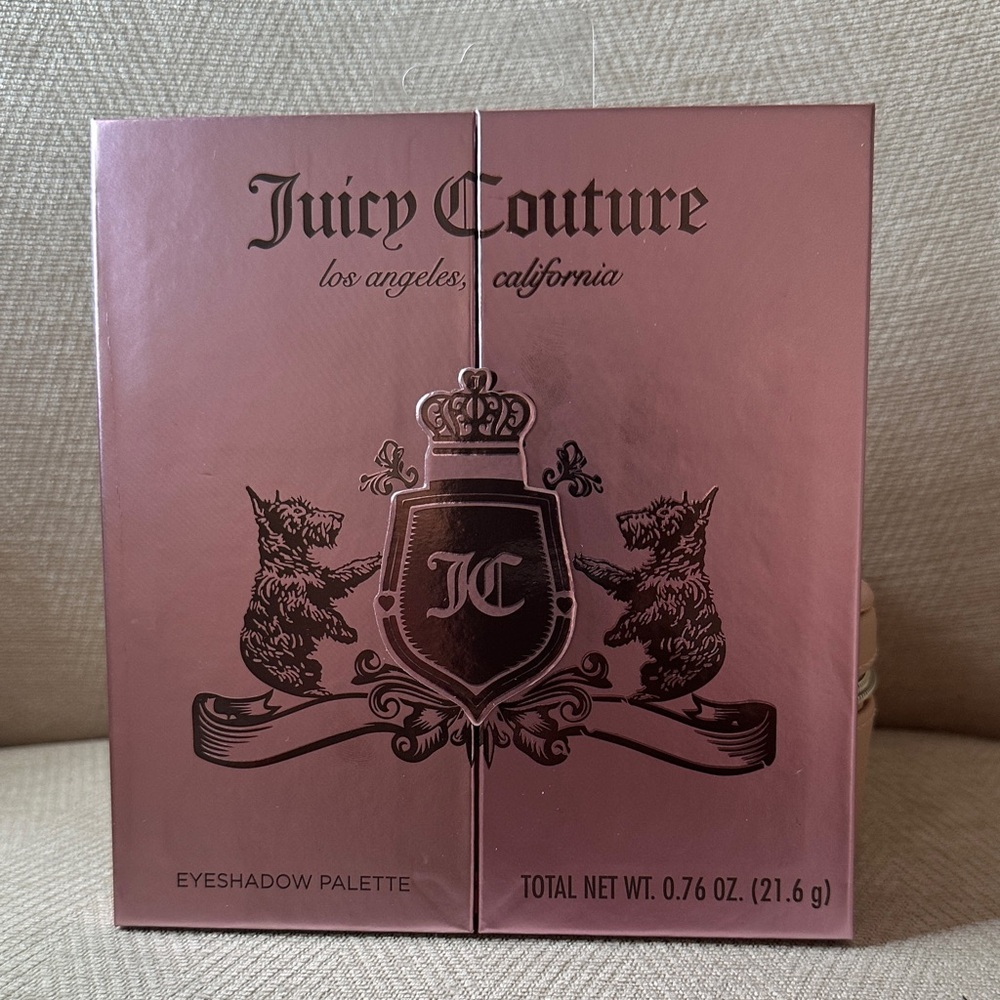 Juicy Couture
los angeles, california
J
JC
EYESHADOW PALETTE
TOTAL NET WT. 0.76 OZ. (21.6 g)